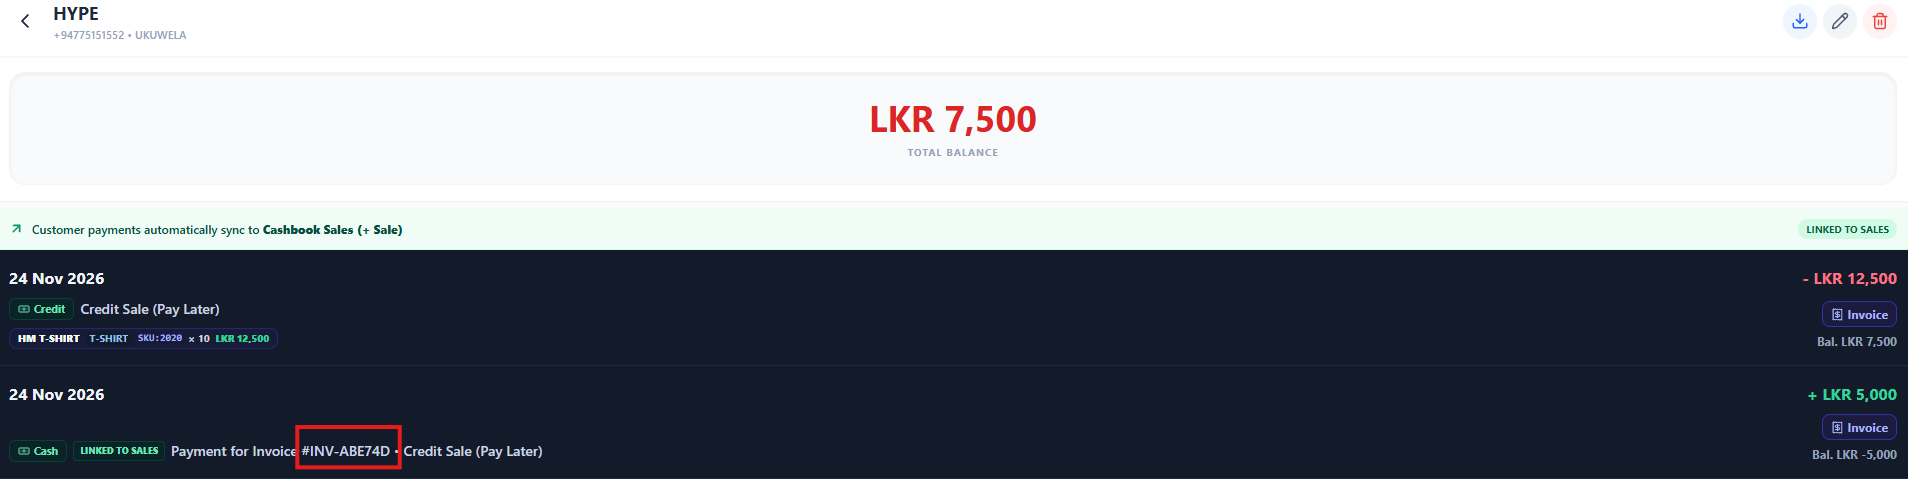 HYPE
+94775151552 • UKUWELA
LKR 7,500
TOTAL BALANCE
Customer payments automatically sync to Cashbook Sales (+ Sale)
LINKED TO SALES
24 Nov 2026
- LKR 12,500
Credit Credit Sale (Pay Later)
Invoice
HM T-SHIRT T-SHIRT SKU:2020 × 10 LKR 12,500
Bal. LKR 7,500
24 Nov 2026
+ LKR 5,000
Invoice
Cash LINKED TO SALES Payment for Invoice #INV-ABE74D • Credit Sale (Pay Later)
Bal. LKR -5,000